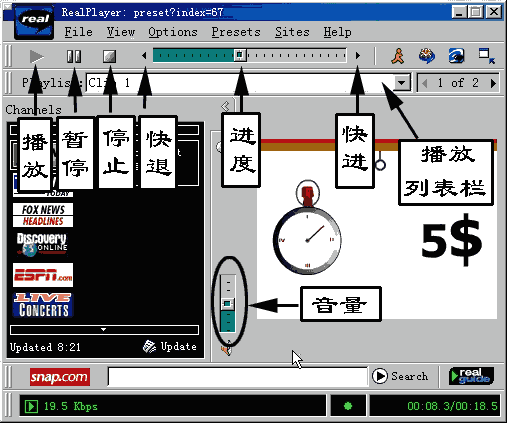 real
RealPlayer: preset?index=67
File View Options Presets Sites Help
Playlist: Clip 1
1 of 2
Channels
播放
暂停
停止
快退
进度
快进
播放列表栏
TODAY
FOX NEWS
HEADLINES
Discovery
ONLINE
ESPN.com
LIVE
CONCERTS
5$
音量
Updated 8:21
Update
snap.com
Search
real
guide
19.5 Kbps
00:08.3/00:18.5